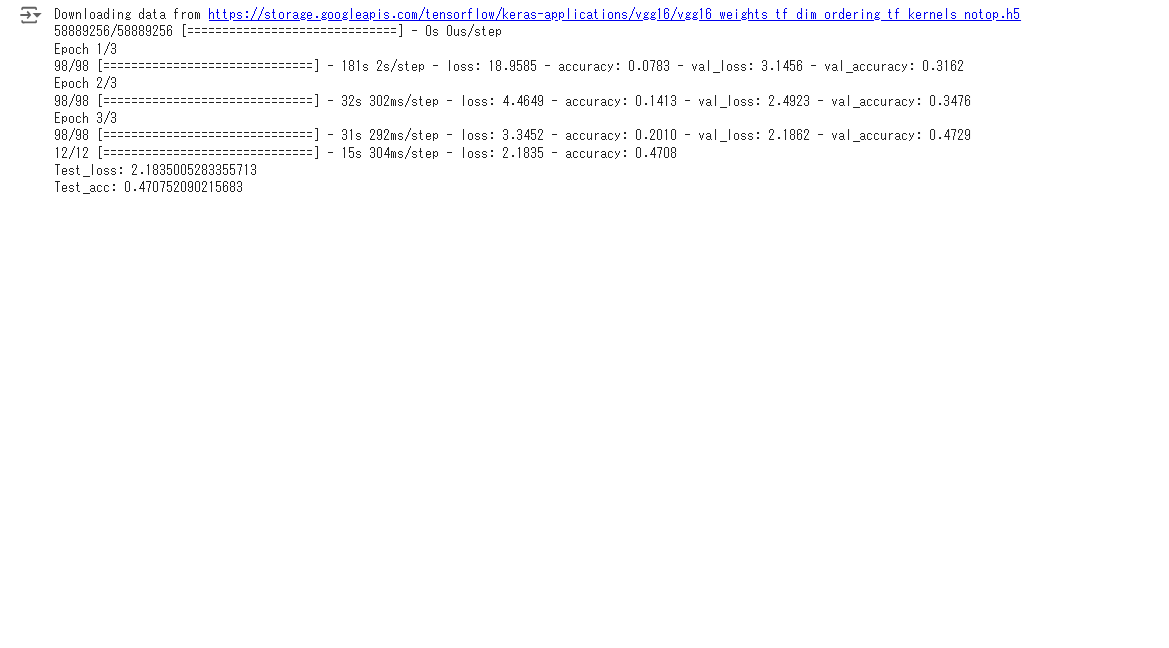 Downloading data from https://storage.googleapis.com/tensorflow/keras-applications/vgg16/vgg16_weights_tf_dim_ordering_tf_kernels_notop.h5
58889256/58889256 [==============================] - 0s 0us/step
Epoch 1/3
98/98 [==============================] - 181s 2s/step - loss: 18.9585 - accuracy: 0.0783 - val_loss: 3.1456 - val_accuracy: 0.3162
Epoch 2/3
98/98 [==============================] - 32s 302ms/step - loss: 4.4649 - accuracy: 0.1413 - val_loss: 2.4923 - val_accuracy: 0.3476
Epoch 3/3
98/98 [==============================] - 31s 292ms/step - loss: 3.3452 - accuracy: 0.2010 - val_loss: 2.1862 - val_accuracy: 0.4729
12/12 [==============================] - 15s 304ms/step - loss: 2.1835 - accuracy: 0.4708
Test_loss: 2.1835005283355713
Test_acc: 0.470752090215683